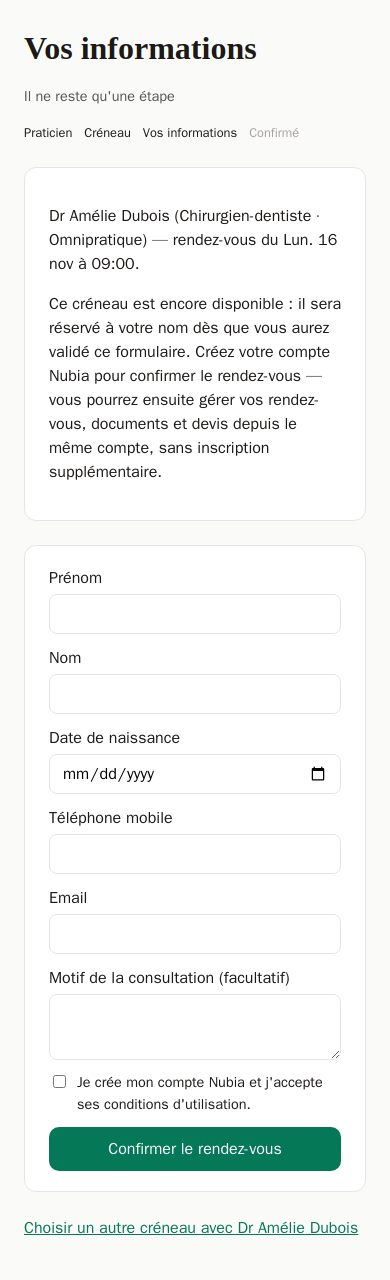 Vos informations
Il ne reste qu'une étape
Praticien Créneau Vos informations Confirmé
Dr Amélie Dubois (Chirurgien-dentiste ·
Omnipratique) — rendez-vous du Lun. 16
nov à 09:00.
Ce créneau est encore disponible : il sera
réservé à votre nom dès que vous aurez
validé ce formulaire. Créez votre compte
Nubia pour confirmer le rendez-vous —
vous pourrez ensuite gérer vos rendez-
vous, documents et devis depuis le
même compte, sans inscription
supplémentaire.
Prénom
Nom
Date de naissance
mm/dd/yyyy
Téléphone mobile
Email
Motif de la consultation (facultatif)
Je crée mon compte Nubia et j'accepte
ses conditions d'utilisation.
Confirmer le rendez-vous
Choisir un autre créneau avec Dr Amélie Dubois